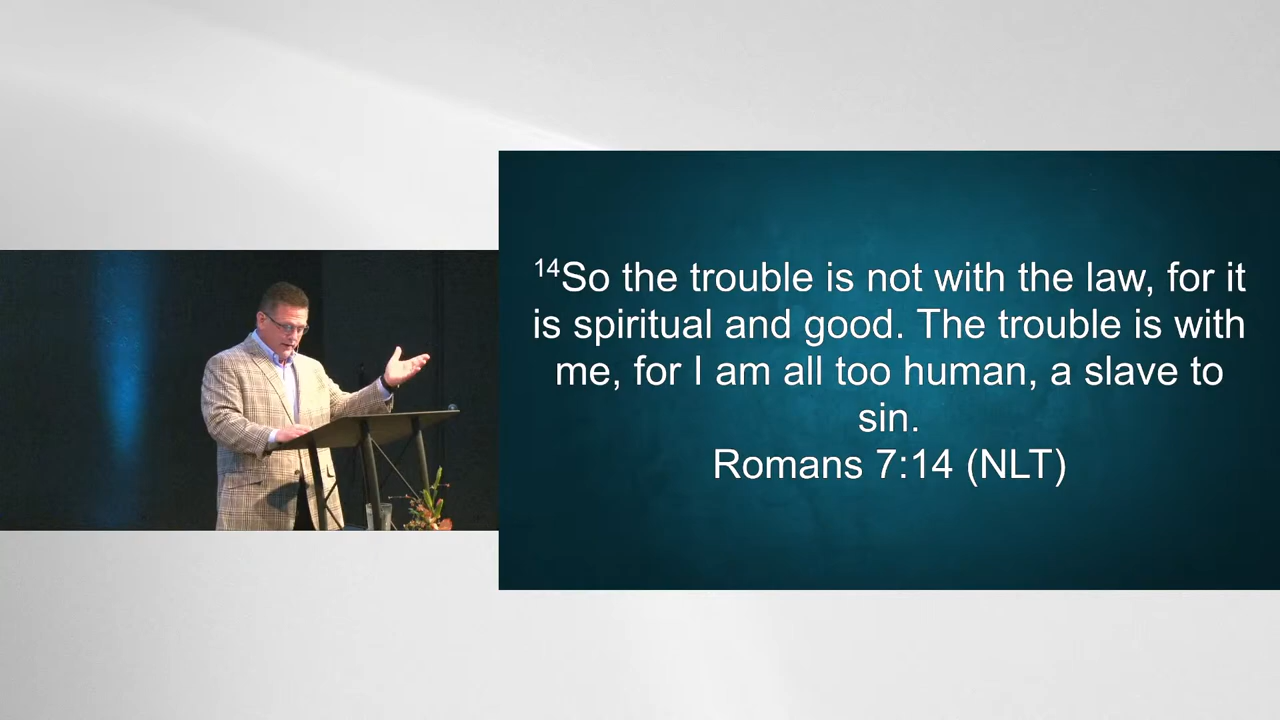 ¹⁴So the trouble is not with the law, for it
is spiritual and good. The trouble is with
me, for I am all too human, a slave to
sin.
Romans 7:14 (NLT)